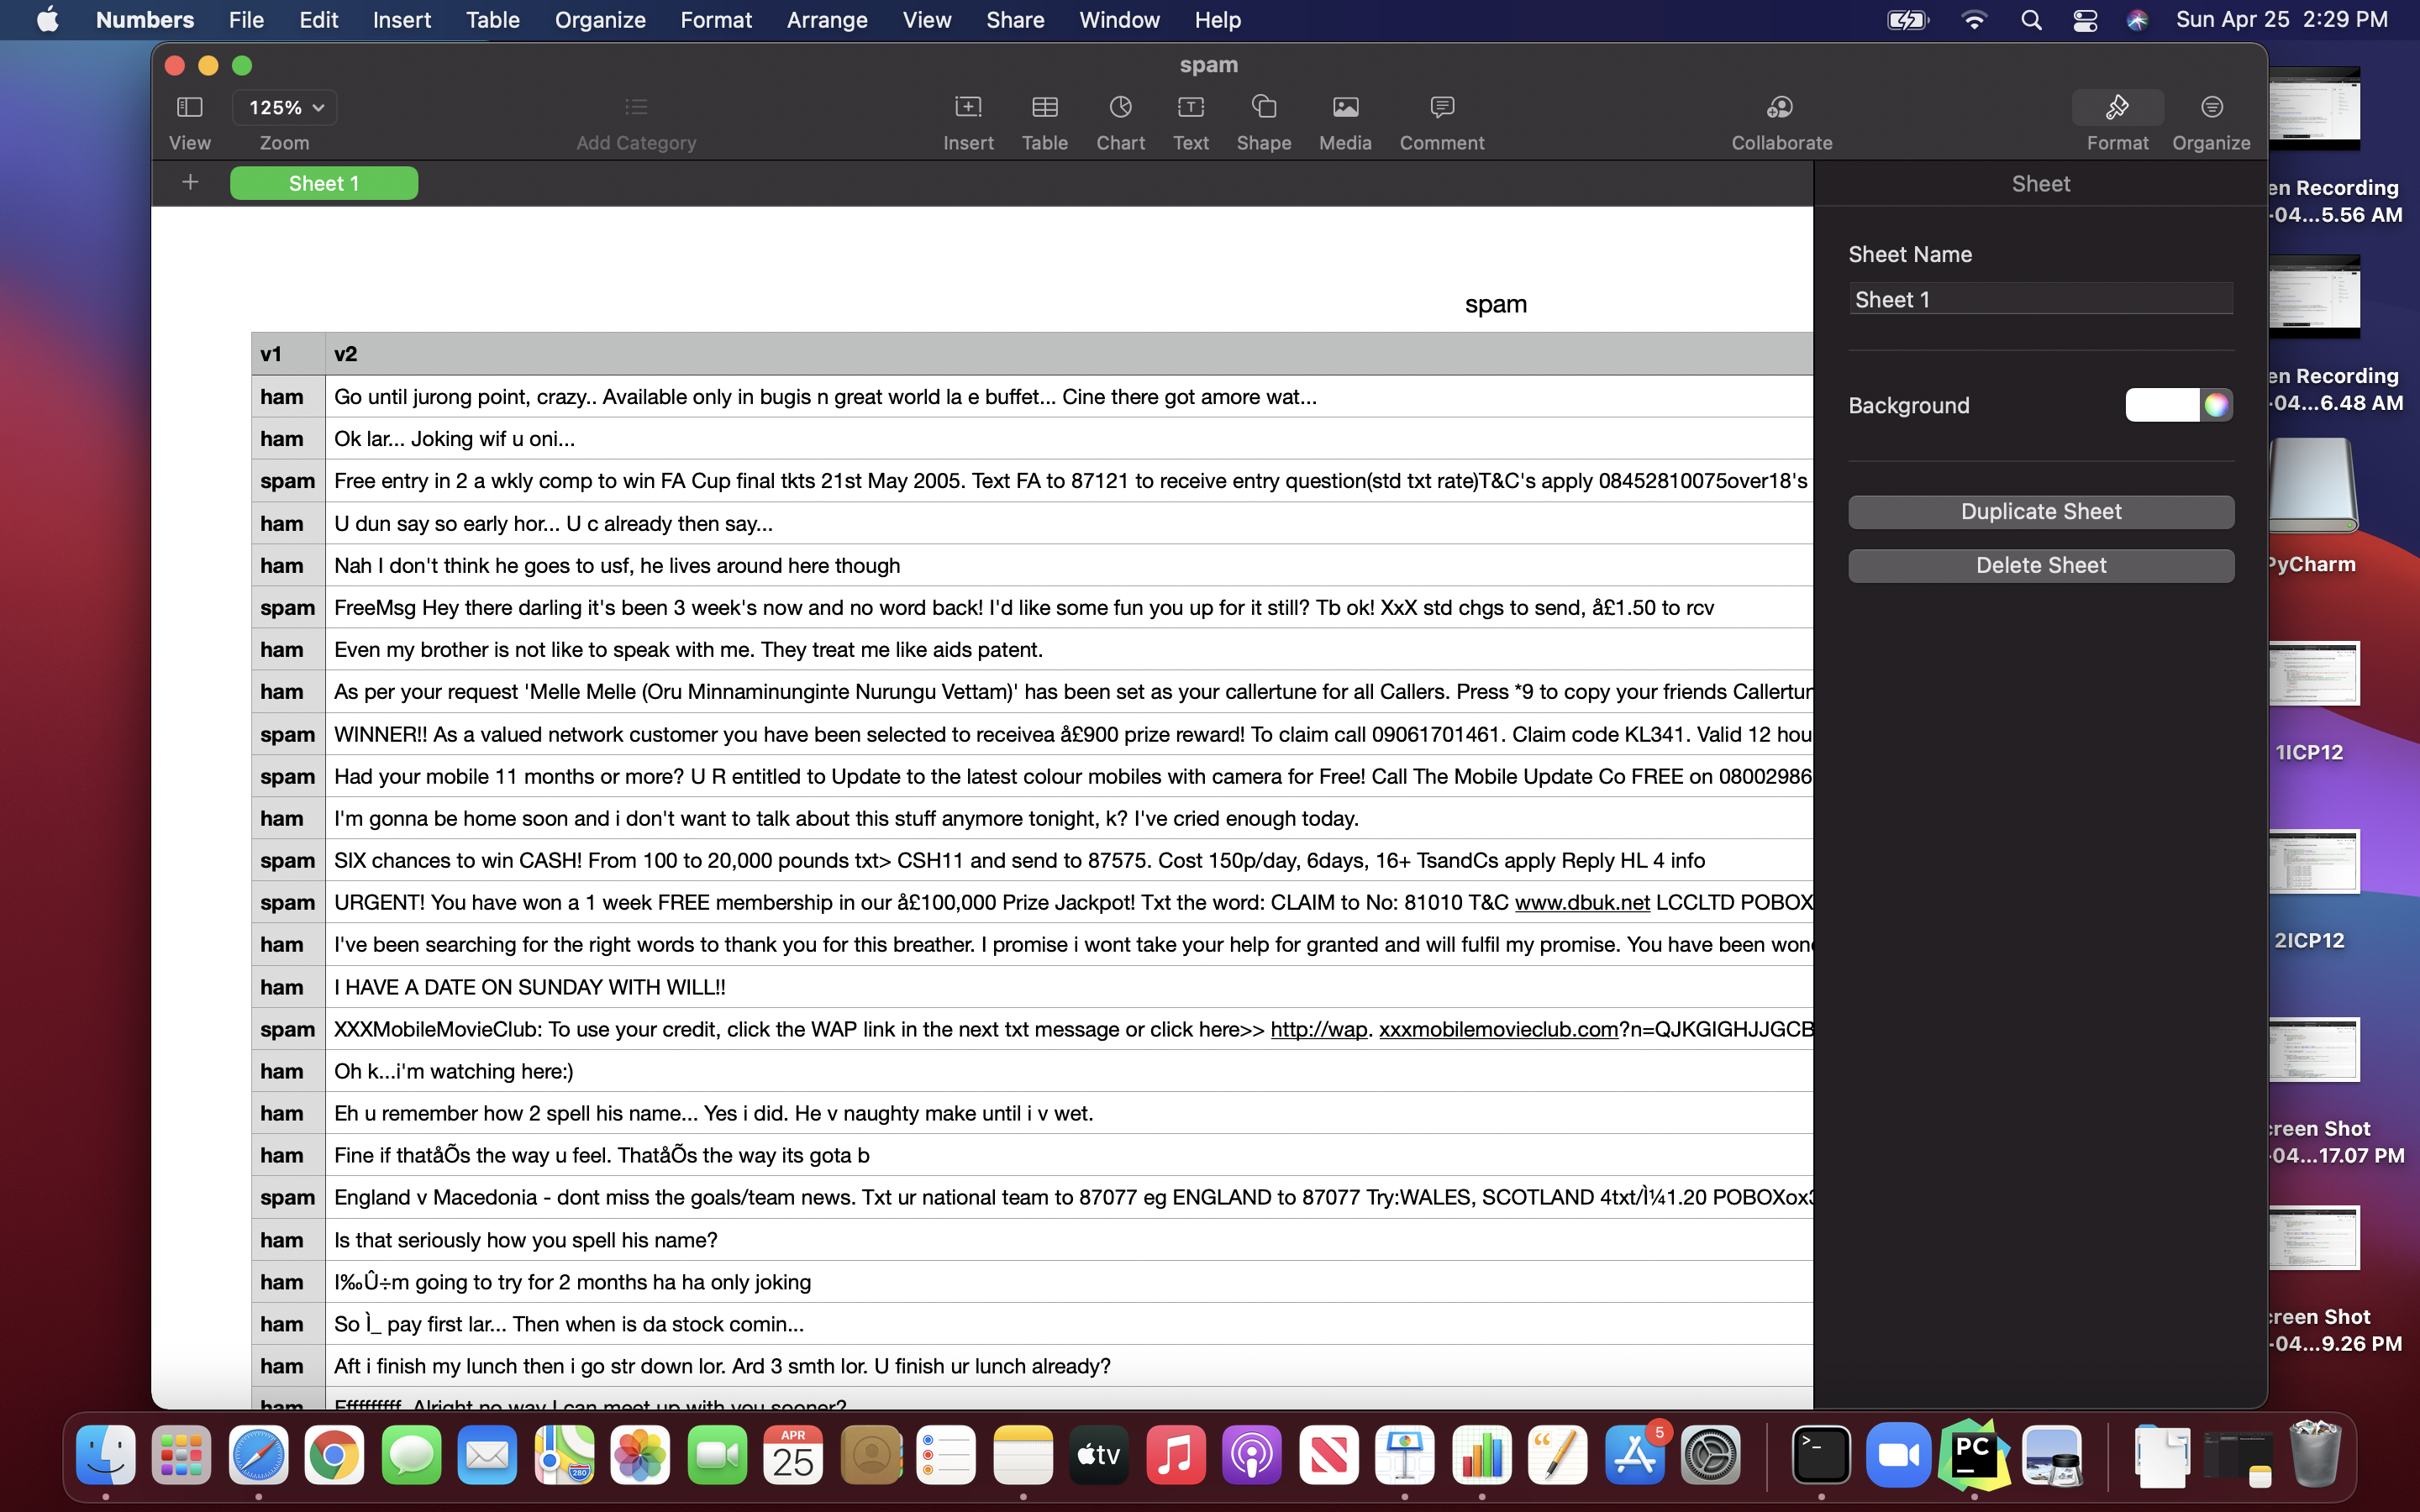 Numbers File Edit Insert Table Organize Format Arrange View Share Window Help Sun Apr 25 2:29 PM
spam
125%
View Zoom Add Category Insert Table Chart Text Shape Media Comment Collaborate Format Organize
Sheet 1
Sheet
Sheet Name
Sheet 1
Background
Duplicate Sheet
Delete Sheet
spam
v1 v2
ham Go until jurong point, crazy.. Available only in bugis n great world la e buffet... Cine there got amore wat...
ham Ok lar... Joking wif u oni...
spam Free entry in 2 a wkly comp to win FA Cup final tkts 21st May 2005. Text FA to 87121 to receive entry question(std txt rate)T&C's apply 08452810075over18's
ham U dun say so early hor... U c already then say...
ham Nah I don't think he goes to usf, he lives around here though
spam FreeMsg Hey there darling it's been 3 week's now and no word back! I'd like some fun you up for it still? Tb ok! XxX std chgs to send, å£1.50 to rcv
ham Even my brother is not like to speak with me. They treat me like aids patent.
ham As per your request 'Melle Melle (Oru Minnaminunginte Nurungu Vettam)' has been set as your callertune for all Callers. Press *9 to copy your friends Callertun
spam WINNER!! As a valued network customer you have been selected to receivea å£900 prize reward! To claim call 09061701461. Claim code KL341. Valid 12 hou
spam Had your mobile 11 months or more? U R entitled to Update to the latest colour mobiles with camera for Free! Call The Mobile Update Co FREE on 08002986
ham I'm gonna be home soon and i don't want to talk about this stuff anymore tonight, k? I've cried enough today.
spam SIX chances to win CASH! From 100 to 20,000 pounds txt> CSH11 and send to 87575. Cost 150p/day, 6days, 16+ TsandCs apply Reply HL 4 info
spam URGENT! You have won a 1 week FREE membership in our å£100,000 Prize Jackpot! Txt the word: CLAIM to No: 81010 T&C www.dbuk.net LCCLTD POBOX
ham I've been searching for the right words to thank you for this breather. I promise i wont take your help for granted and will fulfil my promise. You have been wond
ham I HAVE A DATE ON SUNDAY WITH WILL!!
spam XXXMobileMovieClub: To use your credit, click the WAP link in the next txt message or click here>> http://wap. xxxmobilemovieclub.com?n=QJKGIGHJJGCB
ham Oh k...i'm watching here:)
ham Eh u remember how 2 spell his name... Yes i did. He v naughty make until i v wet.
ham Fine if thatåÕs the way u feel. ThatåÕs the way its gota b
spam England v Macedonia - dont miss the goals/team news. Txt ur national team to 87077 eg ENGLAND to 87077 Try:WALES, SCOTLAND 4txt/Ì¼1.20 POBOXox3
ham Is that seriously how you spell his name?
ham I‰Û÷m going to try for 2 months ha ha only joking
ham So Ì_ pay first lar... Then when is da stock comin...
ham Aft i finish my lunch then i go str down lor. Ard 3 smth lor. U finish ur lunch already?
ham Ffffffffff. Alright no way I can meet up with you sooner?
en Recording
-04...5.56 AM
en Recording
-04...6.48 AM
PyCharm
1ICP12
2ICP12
creen Shot
-04...17.07 PM
creen Shot
-04...9.26 PM
280
APR
25
tv
5
>_
PC